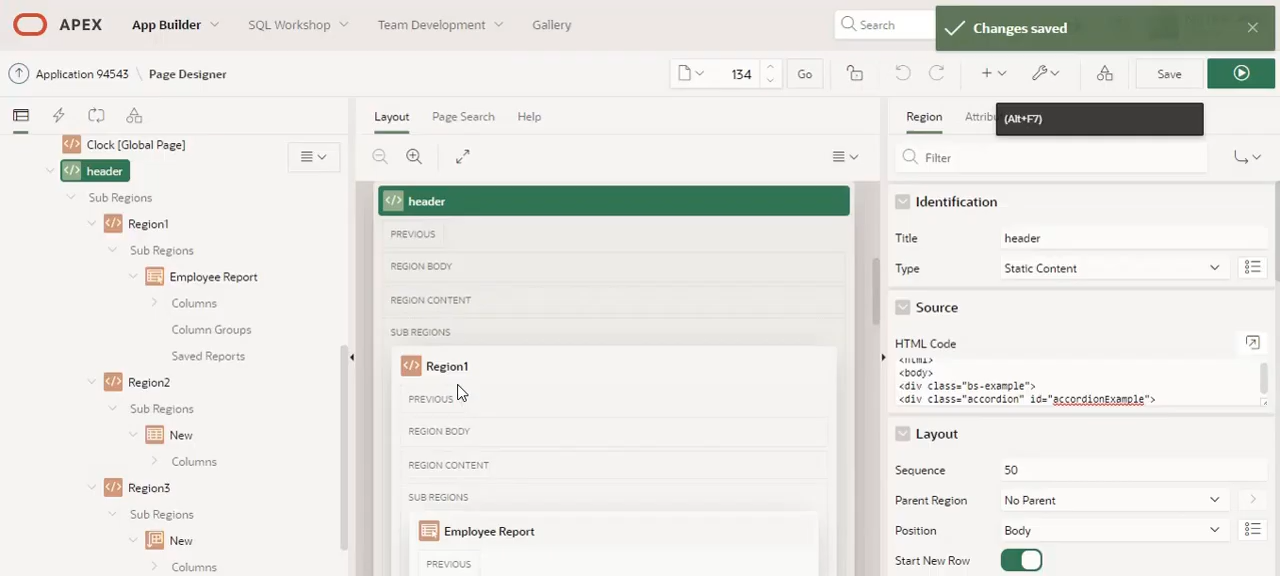 APEX
App Builder
SQL Workshop
Team Development
Gallery
Search
Changes saved
Application 94543
Page Designer
134
Go
Save
(Alt+F7)
Layout
Page Search
Help
Region
Filter
Clock [Global Page]
header
Sub Regions
Region1
Sub Regions
Employee Report
Columns
Column Groups
Saved Reports
Region2
Sub Regions
New
Columns
Region3
Sub Regions
New
Columns
header
PREVIOUS
REGION BODY
REGION CONTENT
SUB REGIONS
Region1
PREVIOUS
REGION BODY
REGION CONTENT
SUB REGIONS
Employee Report
PREVIOUS
Identification
Title
header
Type
Static Content
Source
HTML Code
<html>
<body>
<div class="bs-example">
<div class="accordion" id="accordionExample">
Layout
Sequence
50
Parent Region
No Parent
Position
Body
Start New Row